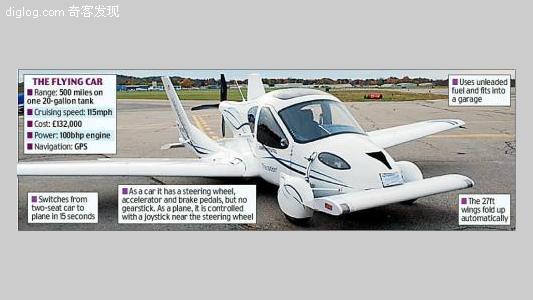 diglog.com 奇客发现
THE FLYING CAR
Range: 500 miles on
one 20-gallon tank
Cruising speed: 115mph
Cost: £132,000
Power: 100bhp engine
Navigation: GPS
Uses unleaded
fuel and fits into
a garage
Switches from
two-seat car to
plane in 15 seconds
As a car it has a steering wheel,
accelerator and brake pedals, but no
gearstick. As a plane, it is controlled
with a joystick near the steering wheel
The 27ft
wings fold up
automatically